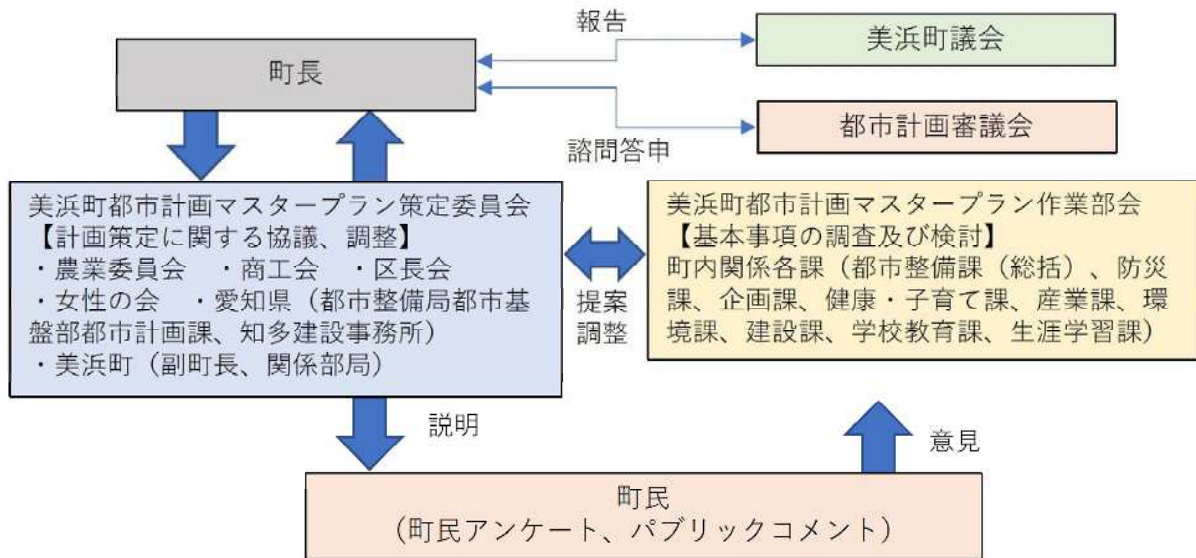 報告
美浜町議会
町長
都市計画審議会
諮問答申
美浜町都市計画マスタープラン策定委員会
【計画策定に関する協議、調整】
・農業委員会　・商工会　・区長会
・女性の会　・愛知県（都市整備局都市基
盤部都市計画課、知多建設事務所）
・美浜町（副町長、関係部局）
提案
調整
美浜町都市計画マスタープラン作業部会
【基本事項の調査及び検討】
町内関係各課（都市整備課（総括）、防災
課、企画課、健康・子育て課、産業課、環
境課、建設課、学校教育課、生涯学習課）
説明
意見
町民
（町民アンケート、パブリックコメント）